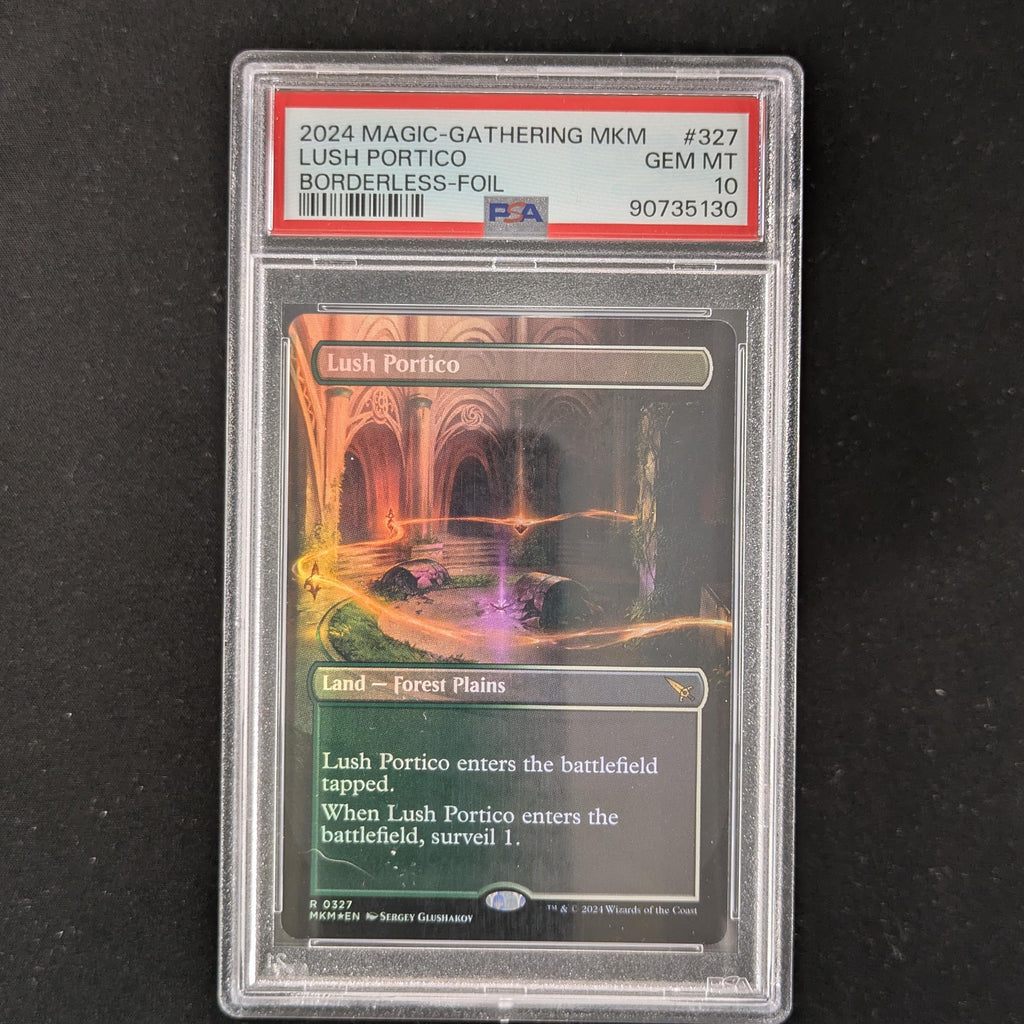 2024 MAGIC-GATHERING MKM #327
LUSH PORTICO GEM MT
BORDERLESS-FOIL 10
PSA 90735130
Lush Portico
Land — Forest Plains
Lush Portico enters the battlefield
tapped.
When Lush Portico enters the
battlefield, surveil 1.
R 0327
MKM★EN Sergey Glushakov
™ & © 2024 Wizards of the Coast
PSA